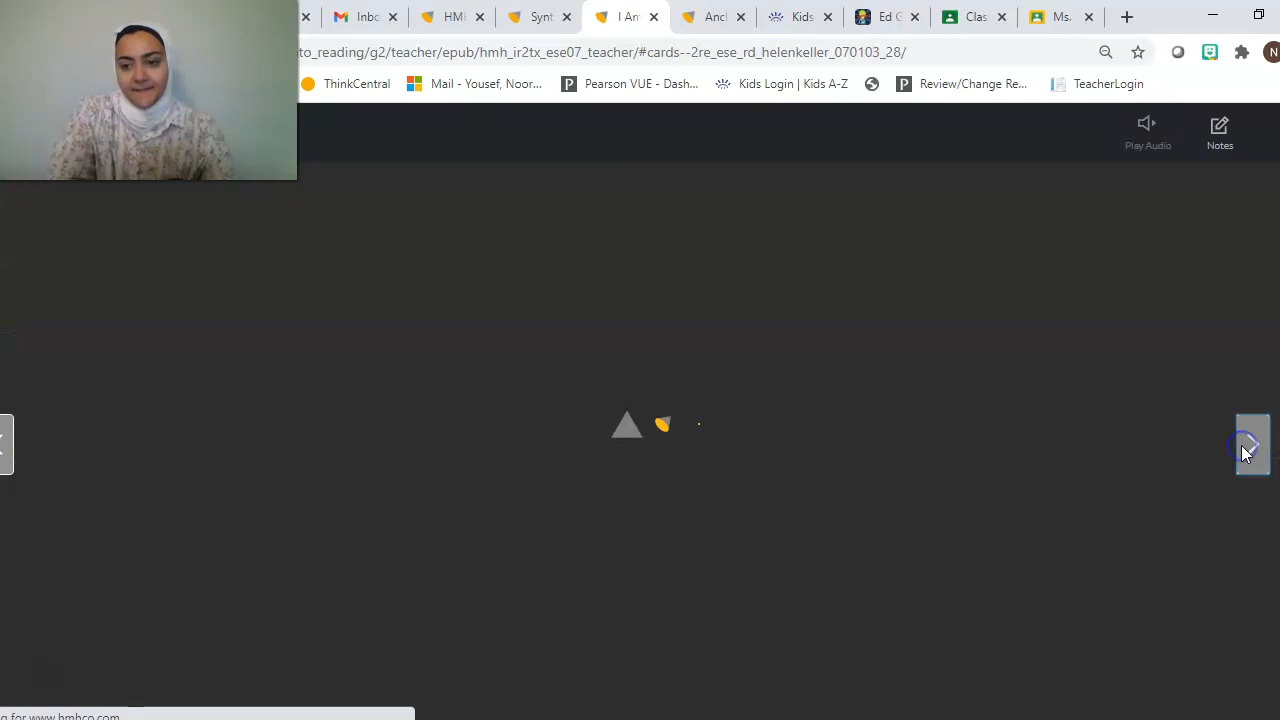 Inbo
HMH
Synt
I An
Ancl
Kids
Ed G
Clas
Ms.
to_reading/g2/teacher/epub/hmh_ir2tx_ese07_teacher/#cards--2re_ese_rd_helenkeller_070103_28/
N
ThinkCentral
Mail - Yousef, Noor...
Pearson VUE - Dash...
Kids Login | Kids A-Z
Review/Change Re...
TeacherLogin
Play Audio
Notes
g for www.hmhco.com